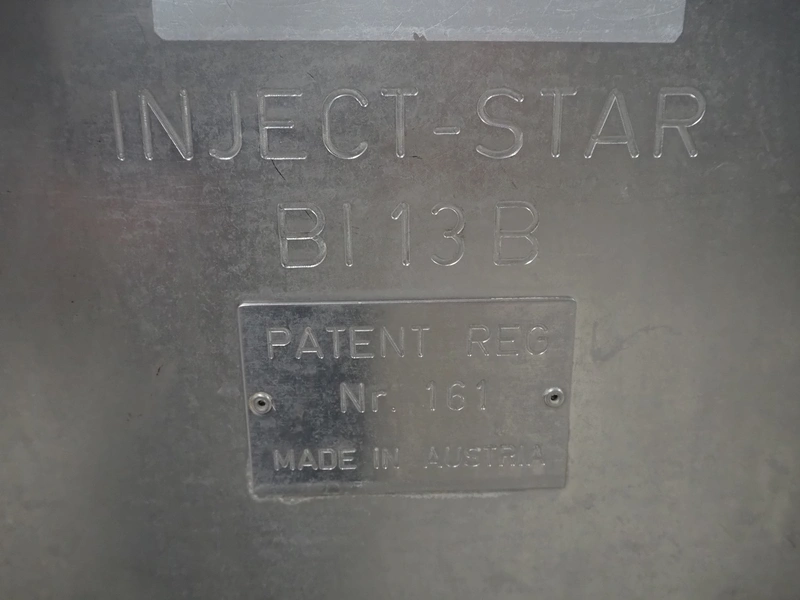 INJECT-STAR
BI 13 B
PATENT REG
Nr. 161
MADE IN AUSTRIA